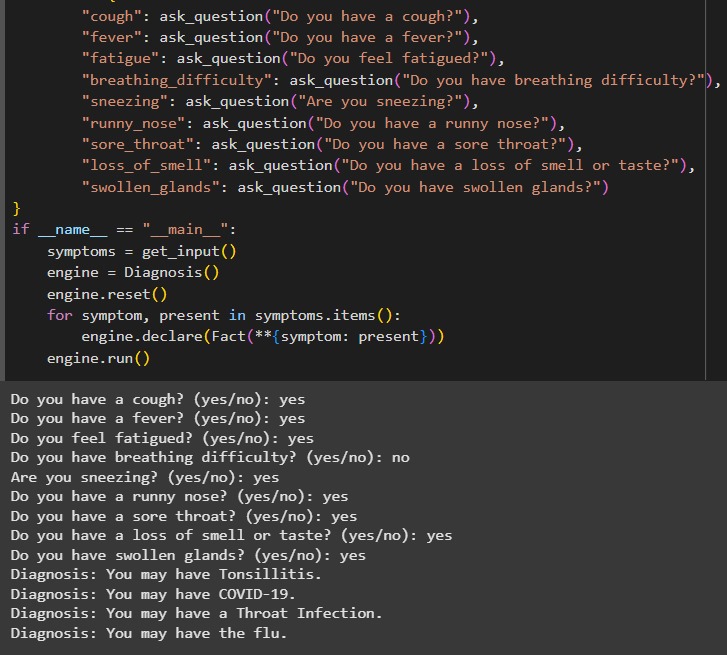 "cough": ask_question("Do you have a cough?"),
"fever": ask_question("Do you have a fever?"),
"fatigue": ask_question("Do you feel fatigued?"),
"breathing_difficulty": ask_question("Do you have breathing difficulty?"),
"sneezing": ask_question("Are you sneezing?"),
"runny_nose": ask_question("Do you have a runny nose?"),
"sore_throat": ask_question("Do you have a sore throat?"),
"loss_of_smell": ask_question("Do you have a loss of smell or taste?"),
"swollen_glands": ask_question("Do you have swollen glands?")
}
if __name__ == "__main__":
symptoms = get_input()
engine = Diagnosis()
engine.reset()
for symptom, present in symptoms.items():
engine.declare(Fact(**{symptom: present}))
engine.run()
Do you have a cough? (yes/no): yes
Do you have a fever? (yes/no): yes
Do you feel fatigued? (yes/no): yes
Do you have breathing difficulty? (yes/no): no
Are you sneezing? (yes/no): yes
Do you have a runny nose? (yes/no): yes
Do you have a sore throat? (yes/no): yes
Do you have a loss of smell or taste? (yes/no): yes
Do you have swollen glands? (yes/no): yes
Diagnosis: You may have Tonsillitis.
Diagnosis: You may have COVID-19.
Diagnosis: You may have a Throat Infection.
Diagnosis: You may have the flu.